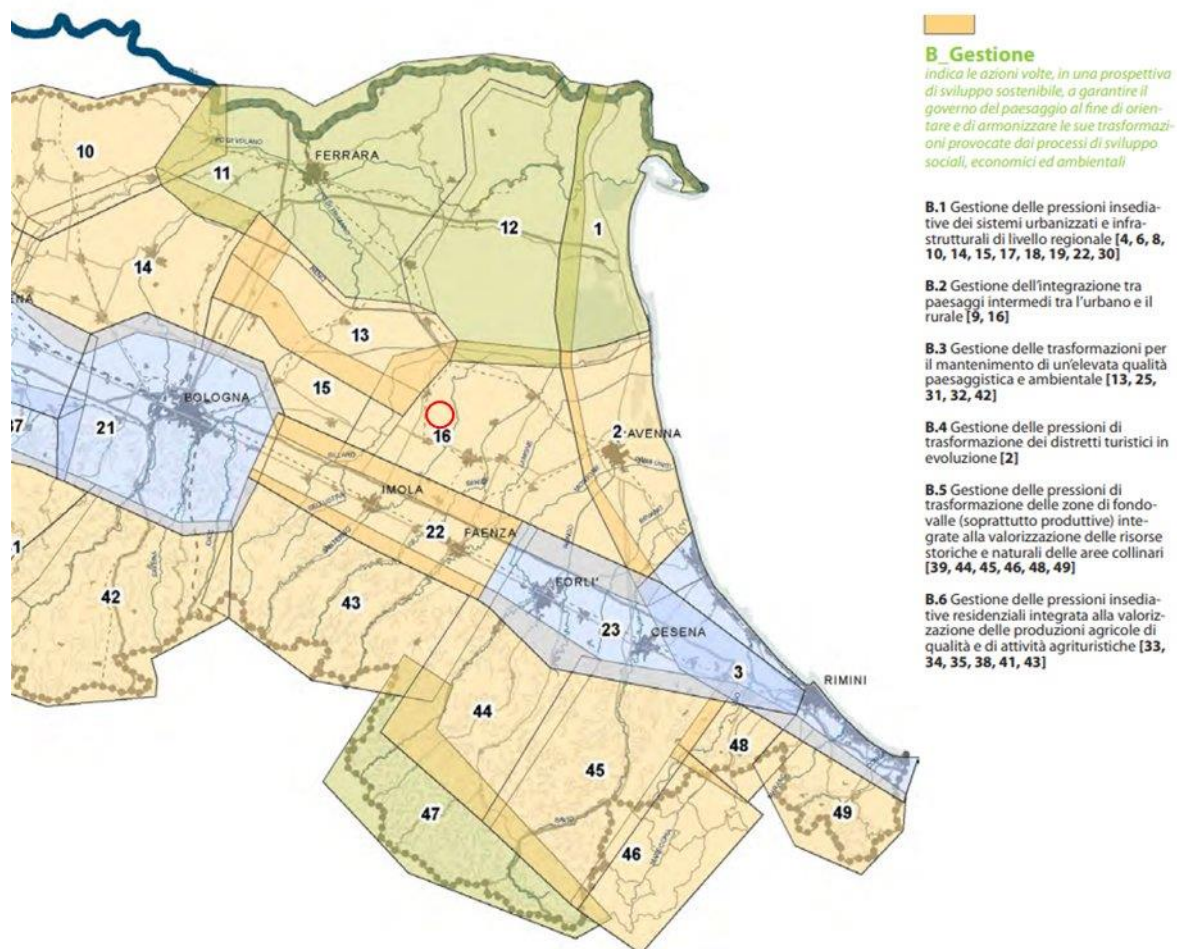 10
PO DI VOLANO
FERRARA
11
12
1
14
RENO
13
15
BOLOGNA
37
21
16
2
AVENNA
SILLARO
IMOLA
22
FAENZA
SENIO
LAMONE
42
43
FORLI'
23
CESENA
3
RIMINI
44
45
48
47
SAVIO
46
49
B_Gestione
indica le azioni volte, in una prospettiva
di sviluppo sostenibile, a garantire il
governo del paesaggio al fine di orien-
tare e di armonizzare le sue trasformazi-
oni provocate dai processi di sviluppo
sociali, economici ed ambientali
B.1 Gestione delle pressioni insedia-
tive dei sistemi urbanizzati e infra-
strutturali di livello regionale [4, 6, 8,
10, 14, 15, 17, 18, 19, 22, 30]
B.2 Gestione dell'integrazione tra
paesaggi intermedi tra l'urbano e il
rurale [9, 16]
B.3 Gestione delle trasformazioni per
il mantenimento di un'elevata qualità
paesaggistica e ambientale [13, 25,
31, 32, 42]
B.4 Gestione delle pressioni di
trasformazione dei distretti turistici in
evoluzione [2]
B.5 Gestione delle pressioni di
trasformazione delle zone di fondo-
valle (soprattutto produttive) inte-
grate alla valorizzazione delle risorse
storiche e naturali delle aree collinari
[39, 44, 45, 46, 48, 49]
B.6 Gestione delle pressioni insedia-
tive residenziali integrata alla valoriz-
zazione delle produzioni agricole di
qualità e di attività agrituristiche [33,
34, 35, 38, 41, 43]